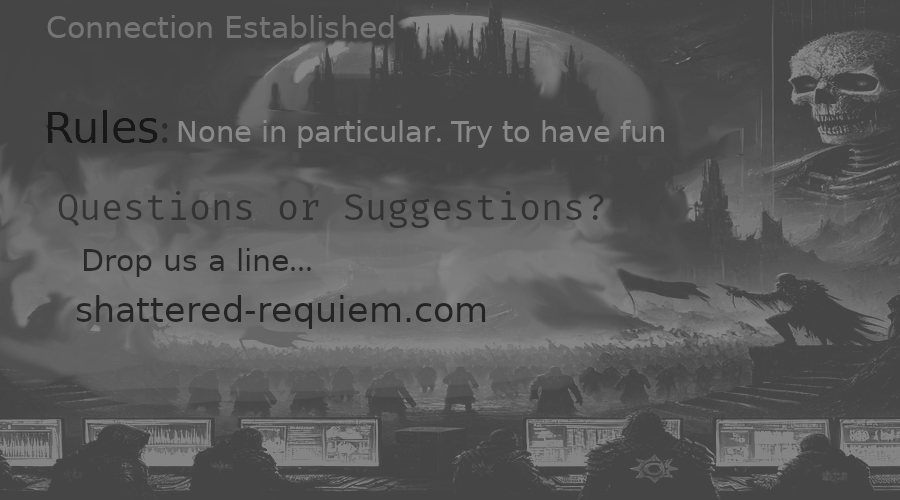 Connection Established
Rules: None in particular. Try to have fun
Questions or Suggestions?
Drop us a line...
shattered-requiem.com